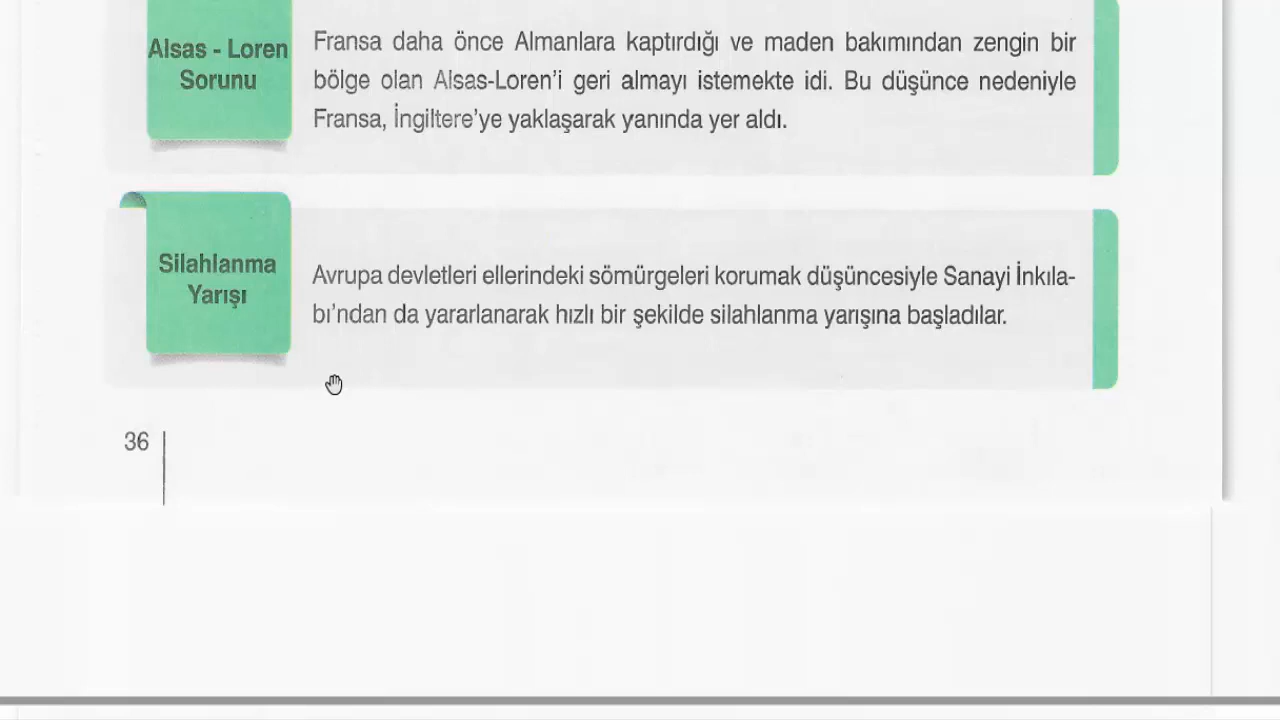 Alsas - Loren
Sorunu
Fransa daha önce Almanlara kaptırdığı ve maden bakımından zengin bir
bölge olan Alsas-Loren'i geri almayı istemekte idi. Bu düşünce nedeniyle
Fransa, İngiltere'ye yaklaşarak yanında yer aldı.
Silahlanma
Yarışı
Avrupa devletleri ellerindeki sömürgeleri korumak düşüncesiyle Sanayi İnkıla-
bı'ndan da yararlanarak hızlı bir şekilde silahlanma yarışına başladılar.
36